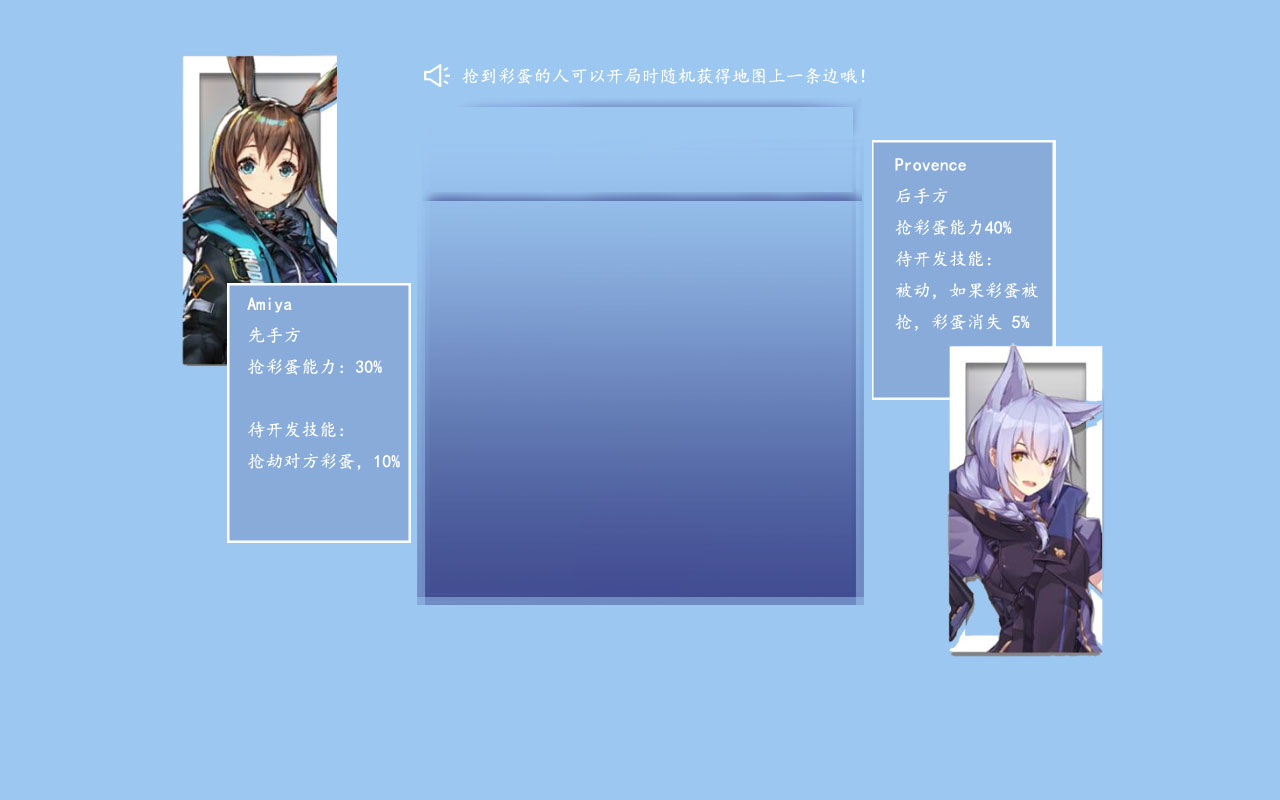 抢到彩蛋的人可以开局时随机获得地图上一条边哦！
Amiya
先手方
抢彩蛋能力：30%
待开发技能：
抢劫对方彩蛋，10%
Provence
后手方
抢彩蛋能力40%
待开发技能：
被动，如果彩蛋被
抢，彩蛋消失 5%